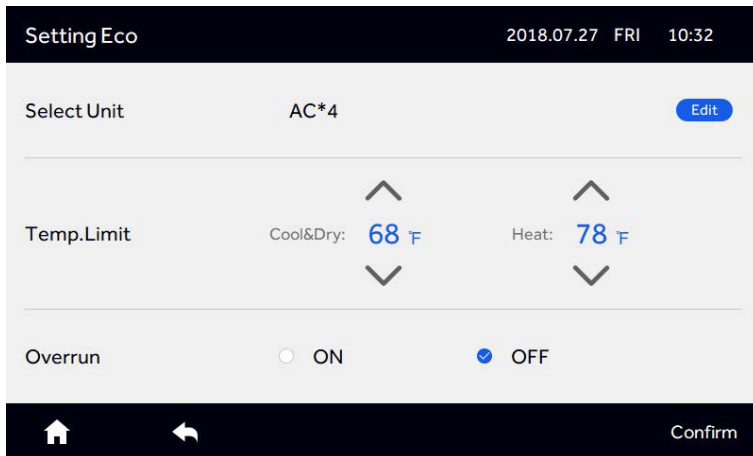 Setting Eco 2018.07.27 FRI 10:32
Select Unit AC*4 Edit
Temp.Limit Cool&Dry: 68 ℉ Heat: 78 ℉
Overrun ON OFF
Confirm